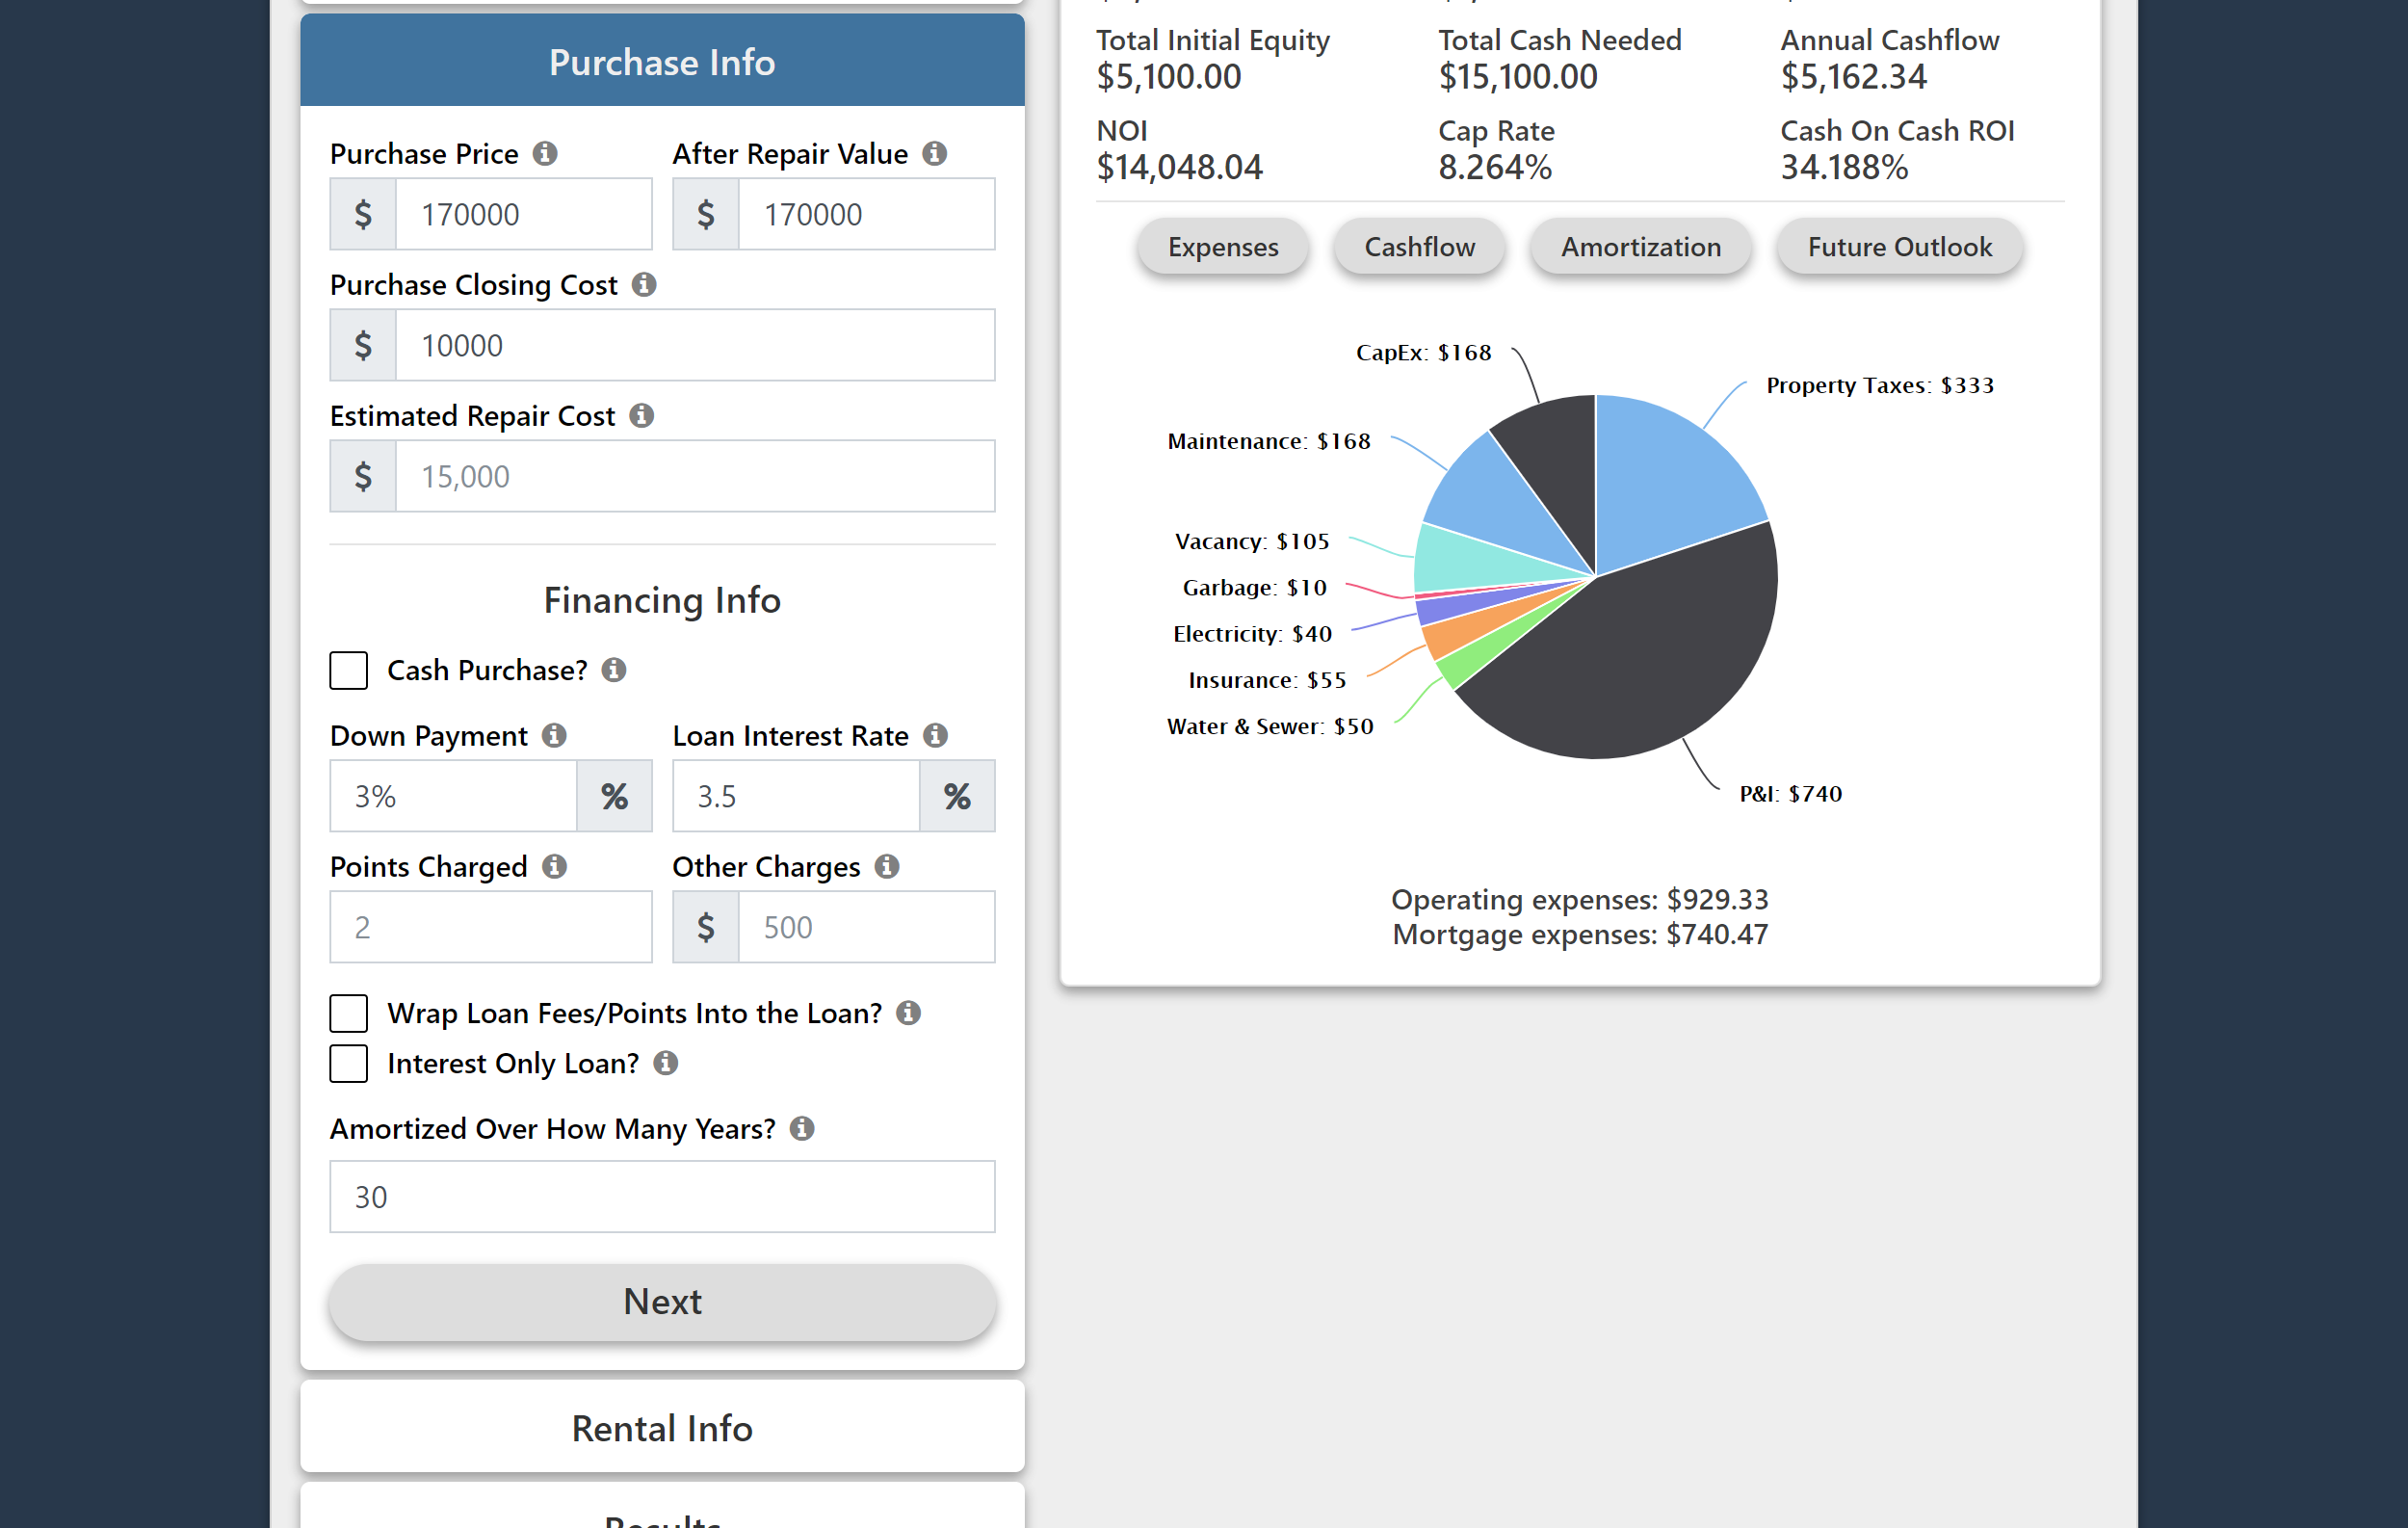 Purchase Info
Purchase Price
After Repair Value
$ 170000
$ 170000
Purchase Closing Cost
$ 10000
Estimated Repair Cost
$ 15,000
Financing Info
Cash Purchase?
Down Payment
Loan Interest Rate
3% %
3.5 %
Points Charged
Other Charges
2
$ 500
Wrap Loan Fees/Points Into the Loan?
Interest Only Loan?
Amortized Over How Many Years?
30
Next
Rental Info
Results
Total Initial Equity
$5,100.00
Total Cash Needed
$15,100.00
Annual Cashflow
$5,162.34
NOI
$14,048.04
Cap Rate
8.264%
Cash On Cash ROI
34.188%
Expenses
Cashflow
Amortization
Future Outlook
CapEx: $168
Property Taxes: $333
Maintenance: $168
Vacancy: $105
Garbage: $10
Electricity: $40
Insurance: $55
Water & Sewer: $50
P&I: $740
Operating expenses: $929.33
Mortgage expenses: $740.47